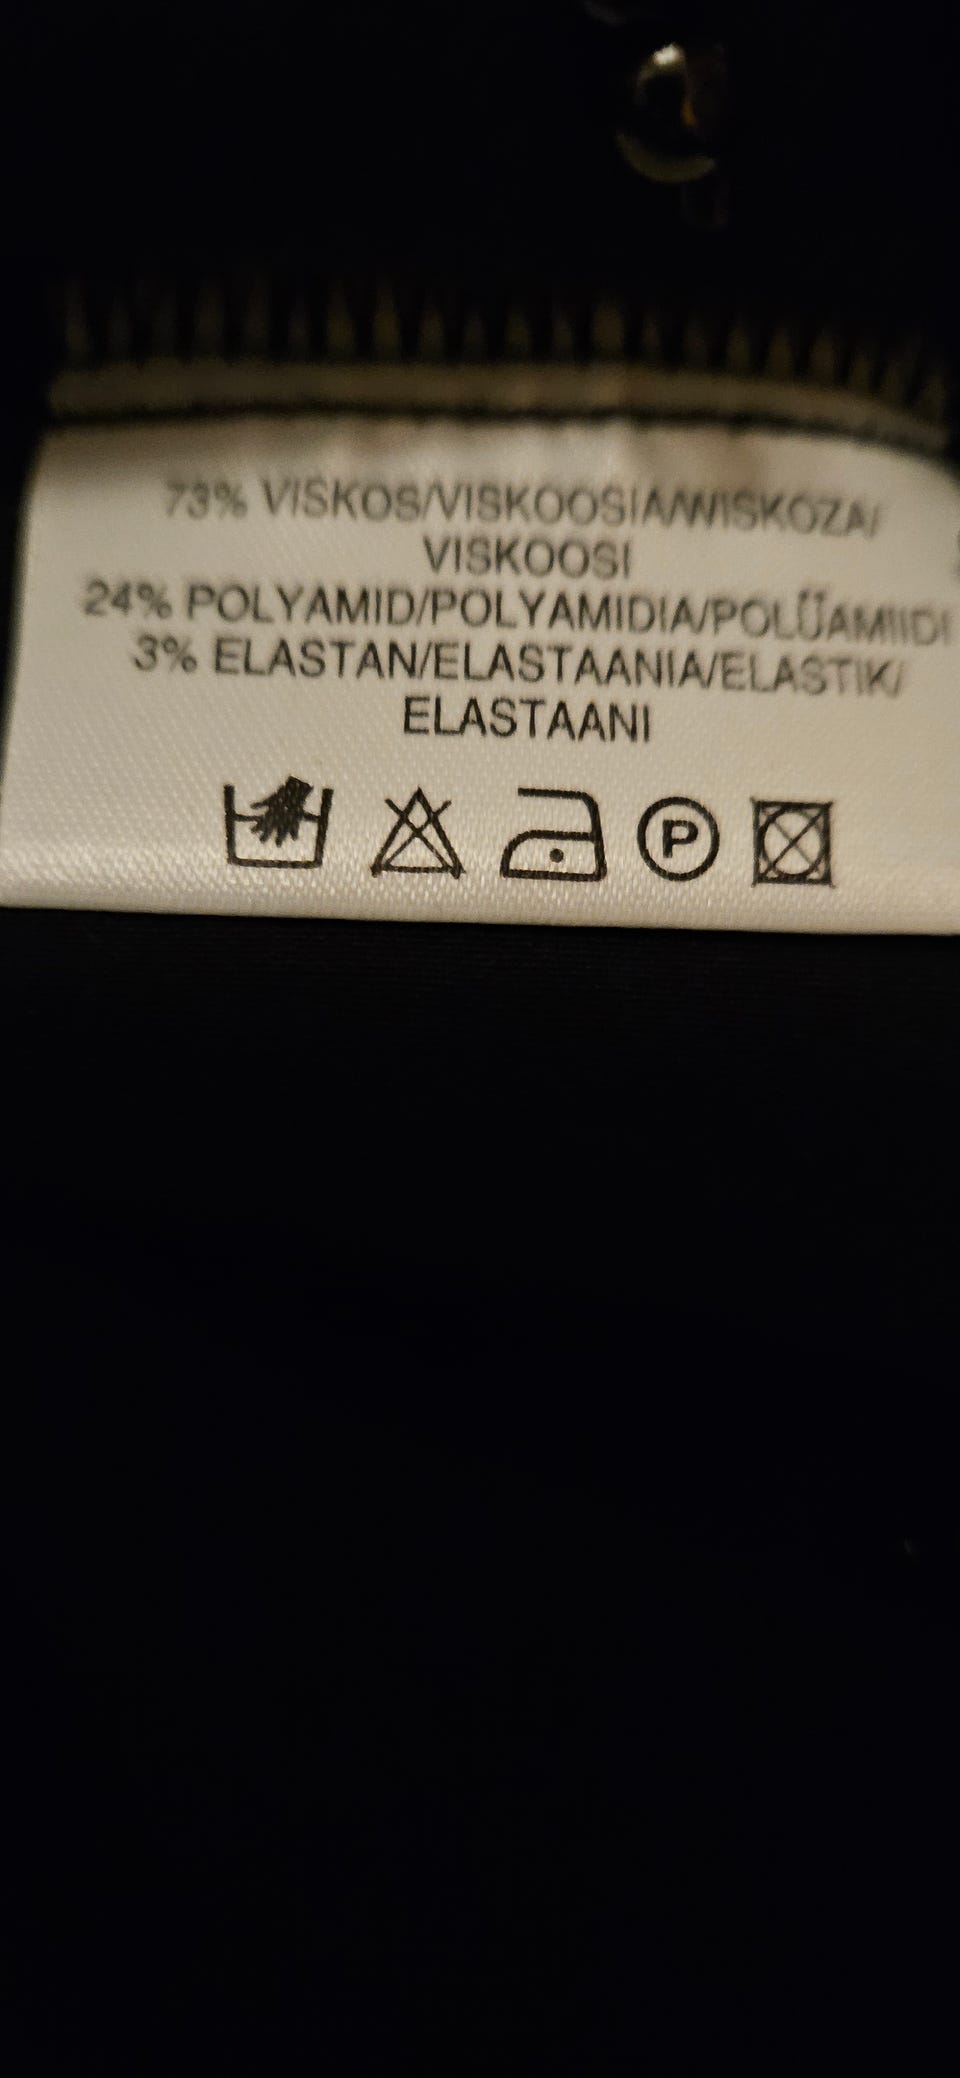 73% VISKOS/VISKOOSIA/WISKOZA/
VISKOOSI
24% POLYAMID/POLYAMIDIA/POLÜAMIIDI
3% ELASTAN/ELASTAANIA/ELASTIK/
ELASTAANI
P